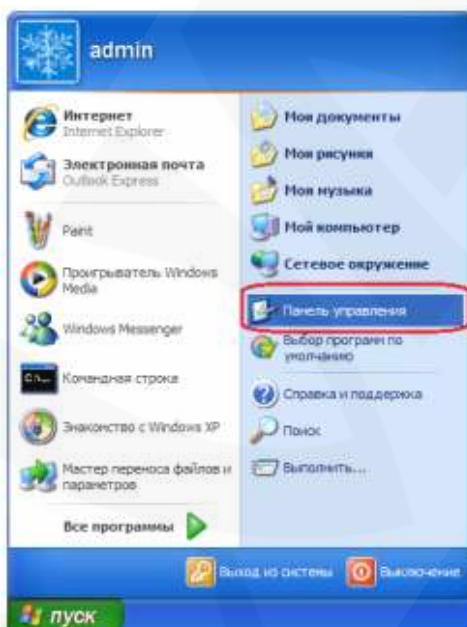 admin
Интернет
Internet Explorer
Электронная почта
Outlook Express
Paint
Проигрыватель Windows
Media
Windows Messenger
Командная строка
Знакомство с Windows XP
Мастер переноса файлов и
параметров
Все программы
Мои документы
Мои рисунки
Моя музыка
Мой компьютер
Сетевое окружение
Панель управления
Выбор программ по
умолчанию
Справка и поддержка
Поиск
Выполнить...
Выход из системы
Выключение
пуск